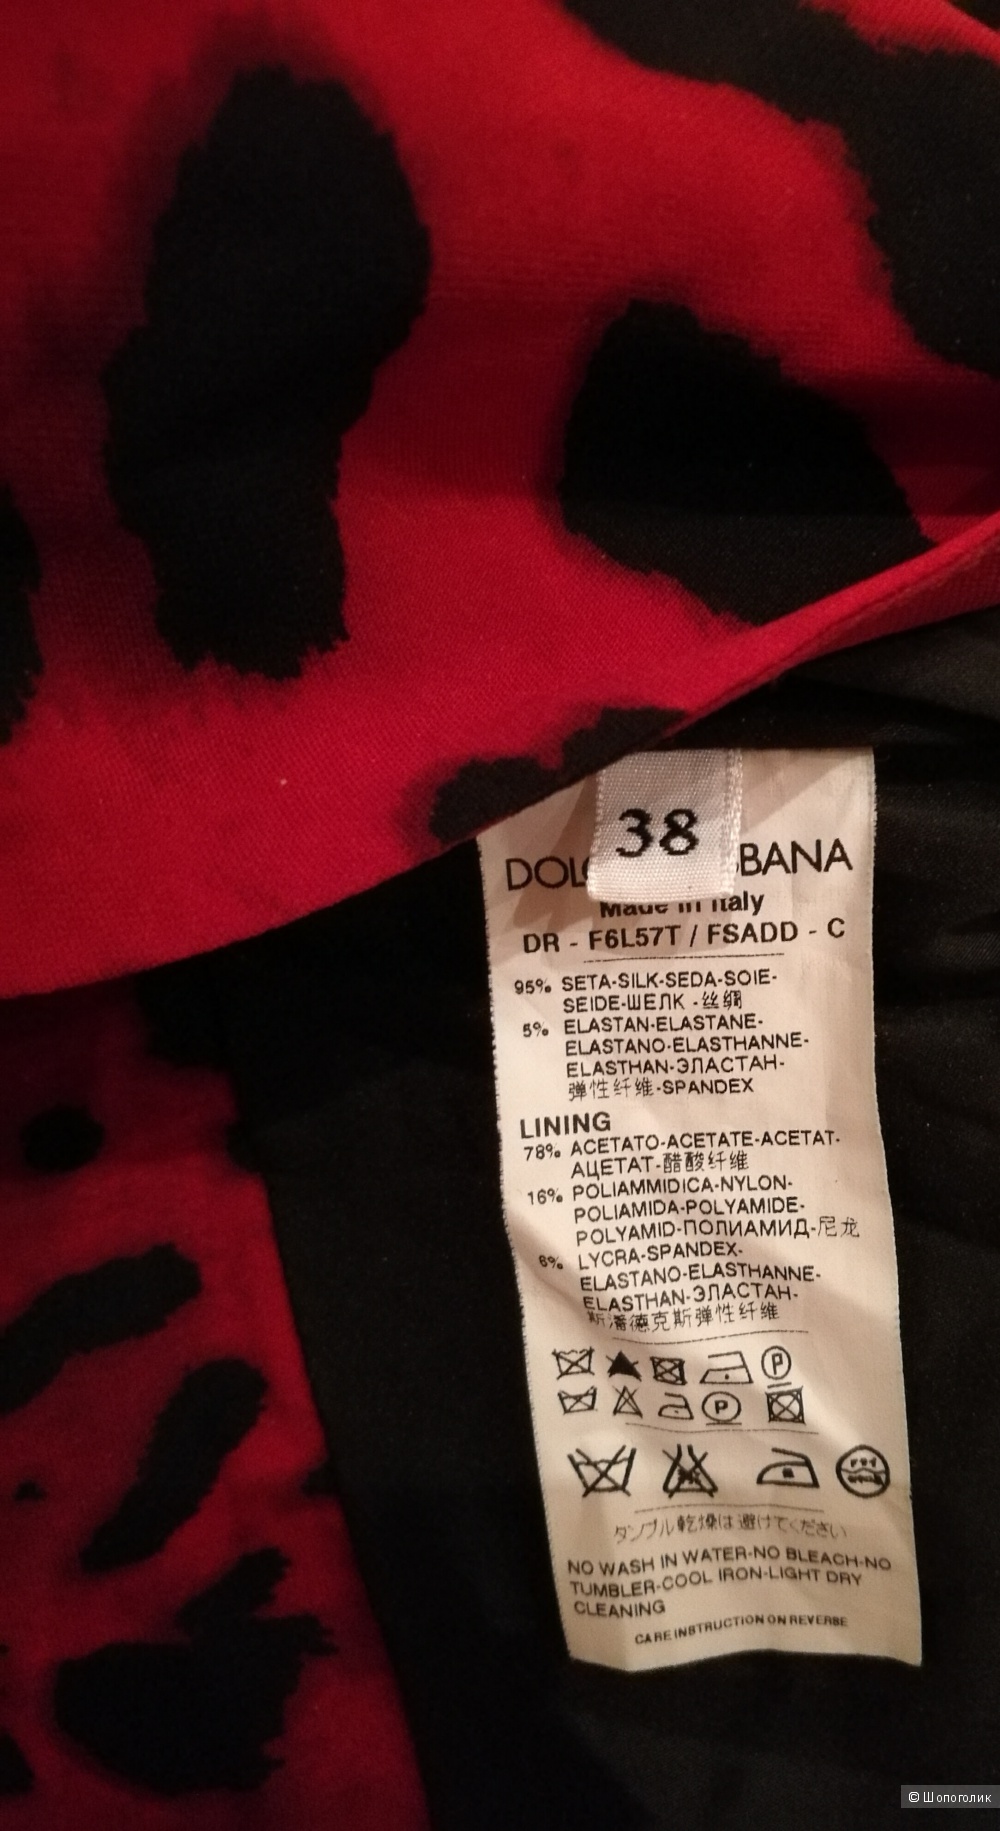 38
DOL BBANA
Made in Italy
DR - F6L57T / FSADD - C
95% SETA-SILK-SEDA-SOIE-
SEIDE-ШЕЛК -丝绸
5% ELASTAN-ELASTANE-
ELASTANO-ELASTHANNE-
ELASTHAN-ЭЛАСТАН-
弹性纤维-SPANDEX
LINING
78% ACETATO-ACETATE-ACETAT-
АЦЕТАТ-醋酸纤维
16% POLIAMMIDICA-NYLON-
POLIAMIDA-POLYAMIDE-
POLYAMID-ПОЛИАМИД-尼龙
6% LYCRA-SPANDEX-
ELASTANO-ELASTHANNE-
ELASTHAN-ЭЛАСТАН-
斯潘德克斯弹性纤维
P
P
タンブル乾燥は避けてください
NO WASH IN WATER-NO BLEACH-NO
TUMBLER-COOL IRON-LIGHT DRY
CLEANING
CARE INSTRUCTION ON REVERSE
© Шопоголик